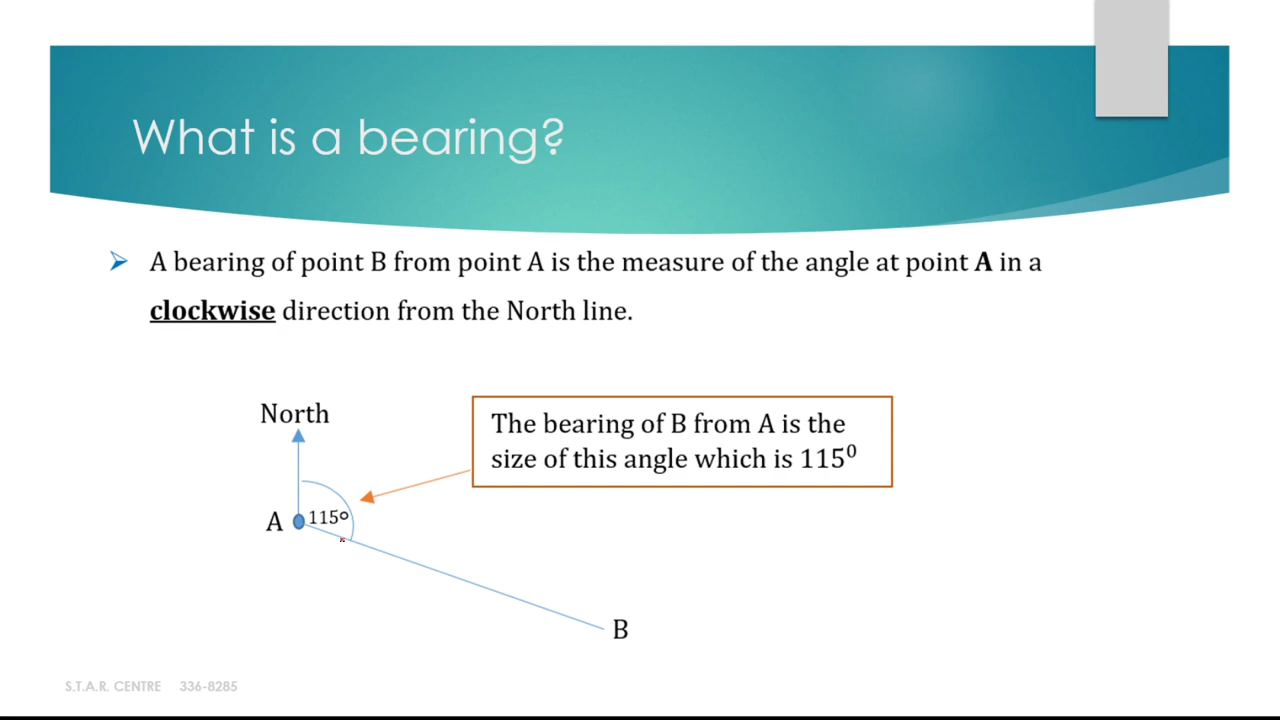 What is a bearing?
A bearing of point B from point A is the measure of the angle at point A in a
clockwise direction from the North line.
North
The bearing of B from A is the
size of this angle which is 115⁰
A
115°
B
S.T.A.R. CENTRE 336-8285